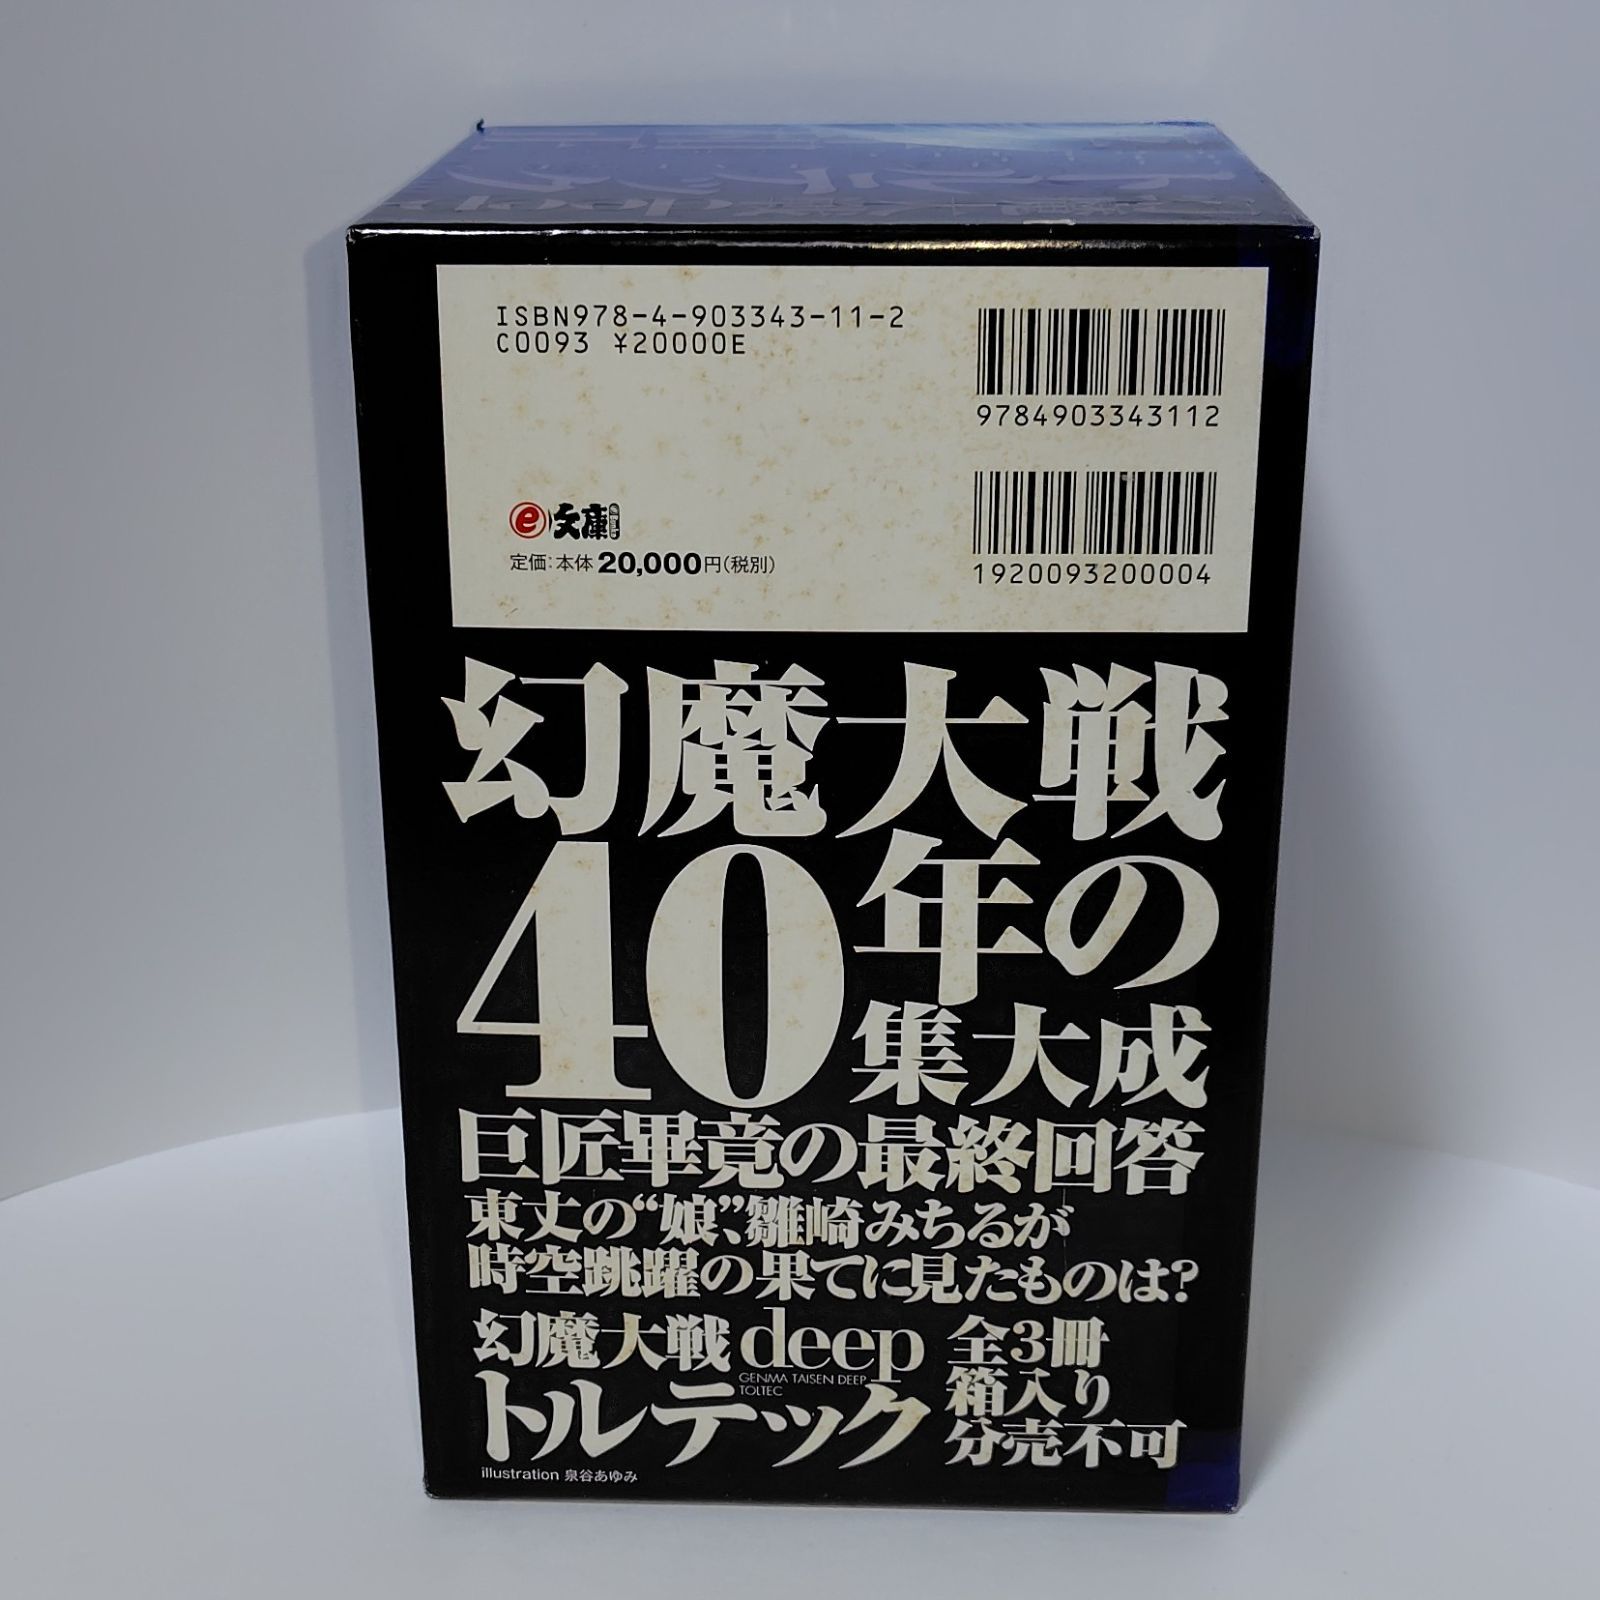 ISBN978-4-903343-11-2
C0093 ¥20000E
9784903343112
e文庫
定価:本体20,000円(税別)
1920093200004
幻魔大戦
40年の
集大成
巨匠畢竟の最終回答
東丈の“娘”、雛崎みちるが
時空跳躍の果てに見たものは?
幻魔大戦deep
GENMA TAISEN DEEP
TOLTEC
トルテック
全3冊
箱入り
分売不可
illustration 泉谷あゆみ